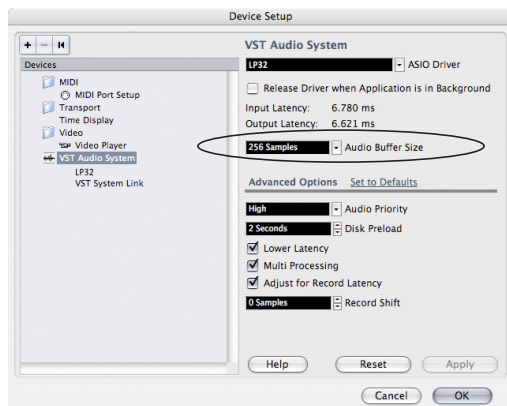 Device Setup
+ −
Devices
MIDI
MIDI Port Setup
Transport
Time Display
Video
Video Player
VST Audio System
LP32
VST System Link
VST Audio System
LP32 ASIO Driver
Release Driver when Application is in Background
Input Latency: 6.780 ms
Output Latency: 6.621 ms
256 Samples Audio Buffer Size
Advanced Options Set to Defaults
High Audio Priority
2 Seconds Disk Preload
Lower Latency
Multi Processing
Adjust for Record Latency
0 Samples Record Shift
Help Reset Apply
Cancel OK